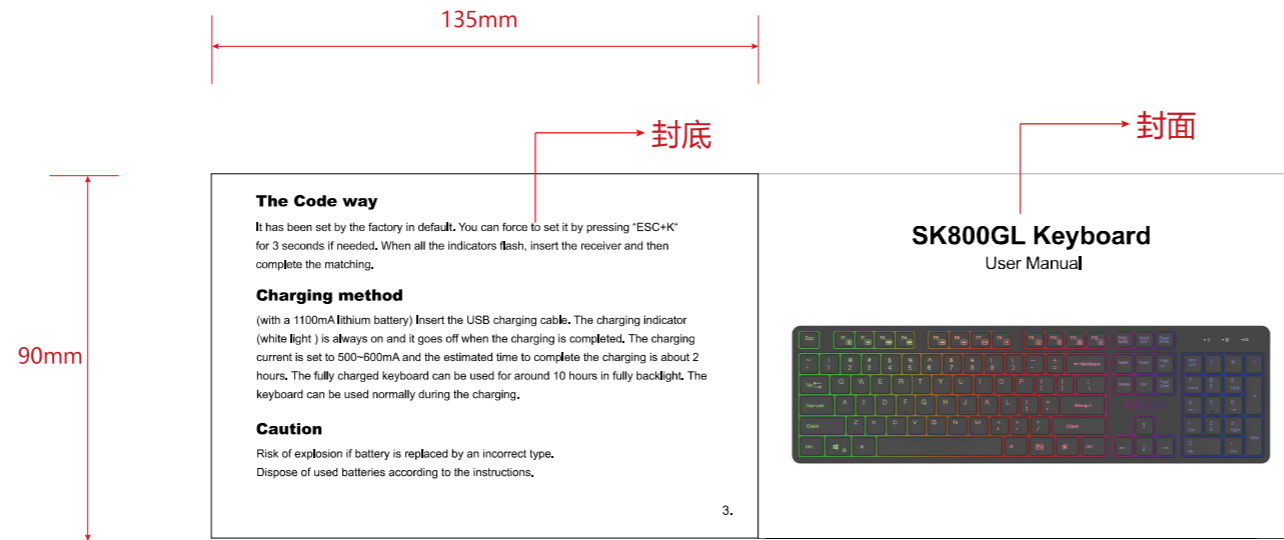 135mm
封底
封面
90mm
The Code way
It has been set by the factory in default. You can force to set it by pressing “ESC+K”
for 3 seconds if needed. When all the indicators flash, insert the receiver and then
complete the matching.
Charging method
(with a 1100mA lithium battery) Insert the USB charging cable. The charging indicator
(white light ) is always on and it goes off when the charging is completed. The charging
current is set to 500~600mA and the estimated time to complete the charging is about 2
hours. The fully charged keyboard can be used for around 10 hours in fully backlight. The
keyboard can be used normally during the charging.
Caution
Risk of explosion if battery is replaced by an incorrect type.
Dispose of used batteries according to the instructions.
3.
SK800GL Keyboard
User Manual
Esc
Q W E R T Y U I O P
Caps Lock A S D F G H J K L
Z X C V B N M